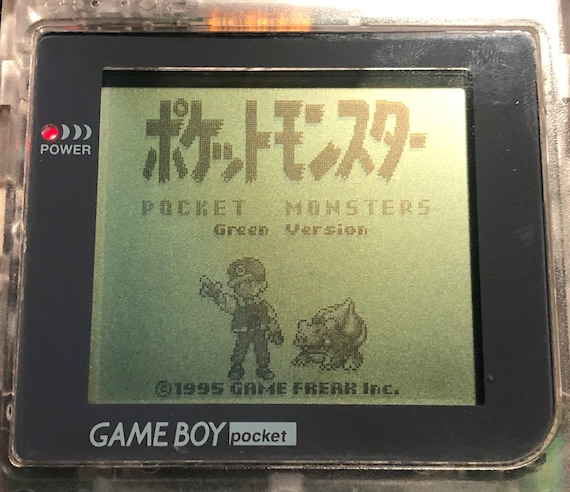 ポケットモンスター
POCKET MONSTERS
Green Version
POWER
©1995 GAME FREAK Inc.
GAME BOY pocket